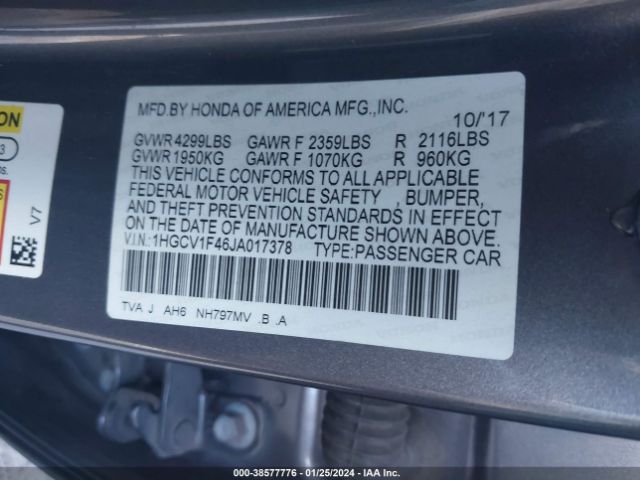 ION
3
ns.
V7
MFD.BY HONDA OF AMERICA MFG.,INC. 10/'17
GVWR 4299LBS GAWR F 2359LBS R 2116LBS
GVWR 1950KG GAWR F 1070KG R 960KG
THIS VEHICLE CONFORMS TO ALL APPLICABLE
FEDERAL MOTOR VEHICLE SAFETY , BUMPER,
AND THEFT PREVENTION STANDARDS IN EFFECT
ON THE DATE OF MANUFACTURE SHOWN ABOVE.
V.I.N.:1HGCV1F46JA017378 TYPE:PASSENGER CAR
TVA J AH6 NH797MV .B .A
000-38577776 | 01/25/2024 | IAA Inc.